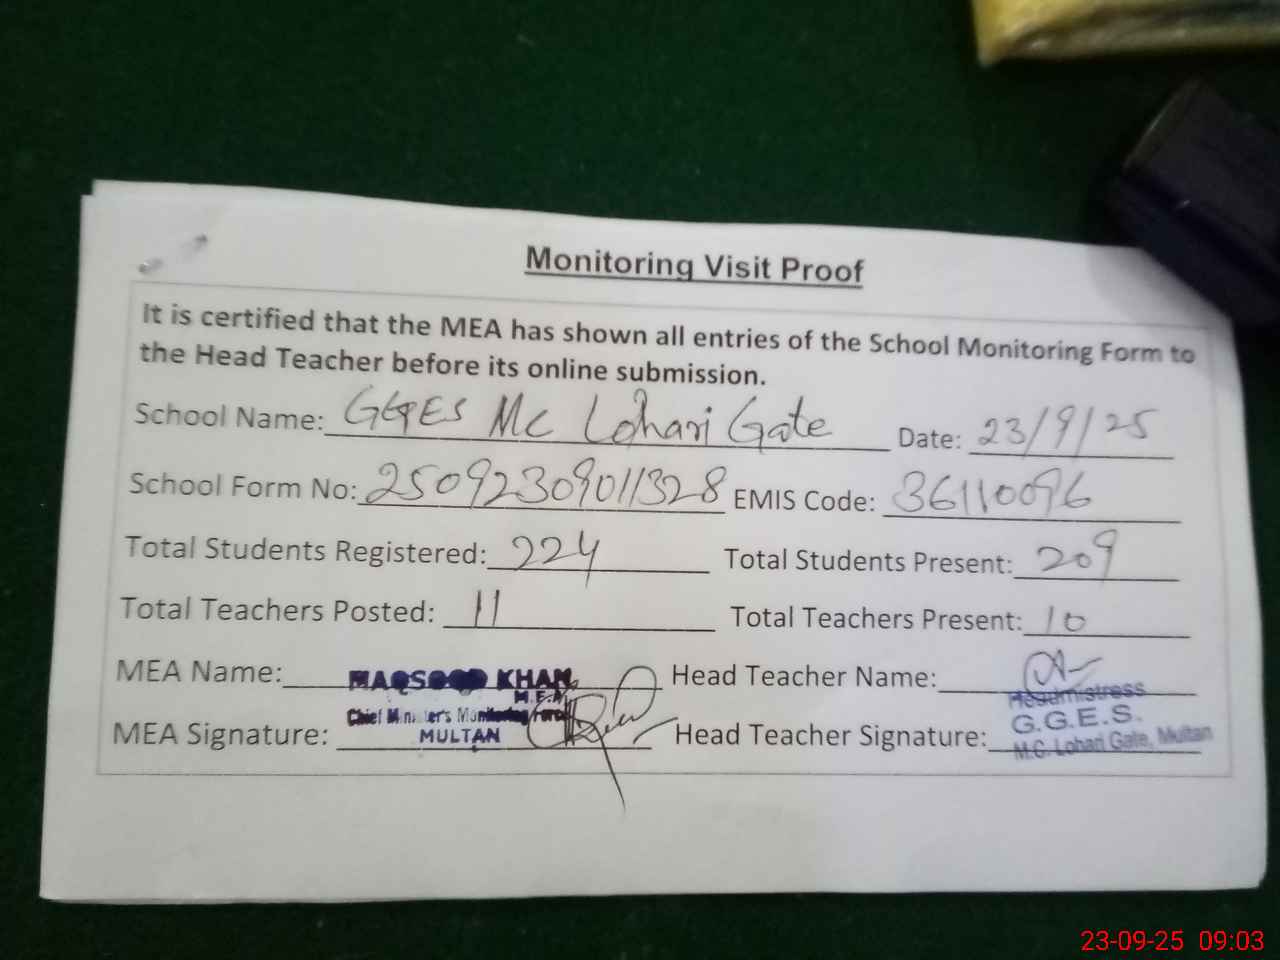 Monitoring Visit Proof
It is certified that the MEA has shown all entries of the School Monitoring Form to
the Head Teacher before its online submission.
School Name: GGES MC Lohari Gate Date: 23/9/25
School Form No: 25092309011328 EMIS Code: 36110096
Total Students Registered: 224 Total Students Present: 209
Total Teachers Posted: 11 Total Teachers Present: 10
MEA Name: MAQSOOD KHAN Head Teacher Name:
M.E.A
Headmistress
Chief Minister's Monitoring Force
G.G.E.S.
MEA Signature: MULTAN Head Teacher Signature:
M.C. Lohari Gate, Multan
23-09-25 09:03